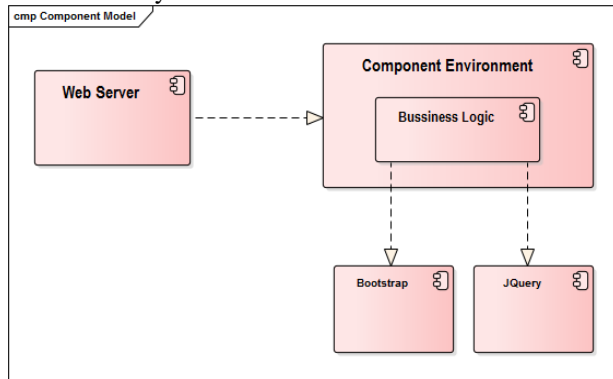 cmp Component Model
Web Server
Component Environment
Bussiness Logic
Bootstrap
JQuery